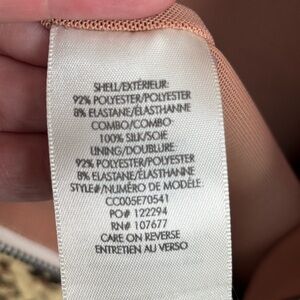 SHELL/EXTÉRIEUR:
92% POLYESTER/POLYESTER
8% ELASTANE/ÉLASTHANNE
COMBO/COMBO:
100% SILK/SOIE
LINING/DOUBLURE:
92% POLYESTER/POLYESTER
8% ELASTANE/ÉLASTHANNE
STYLE#/NUMÉRO DE MODÈLE:
CC005E70541
PO# 122294
RN# 107677
CARE ON REVERSE
ENTRETIEN AU VERSO